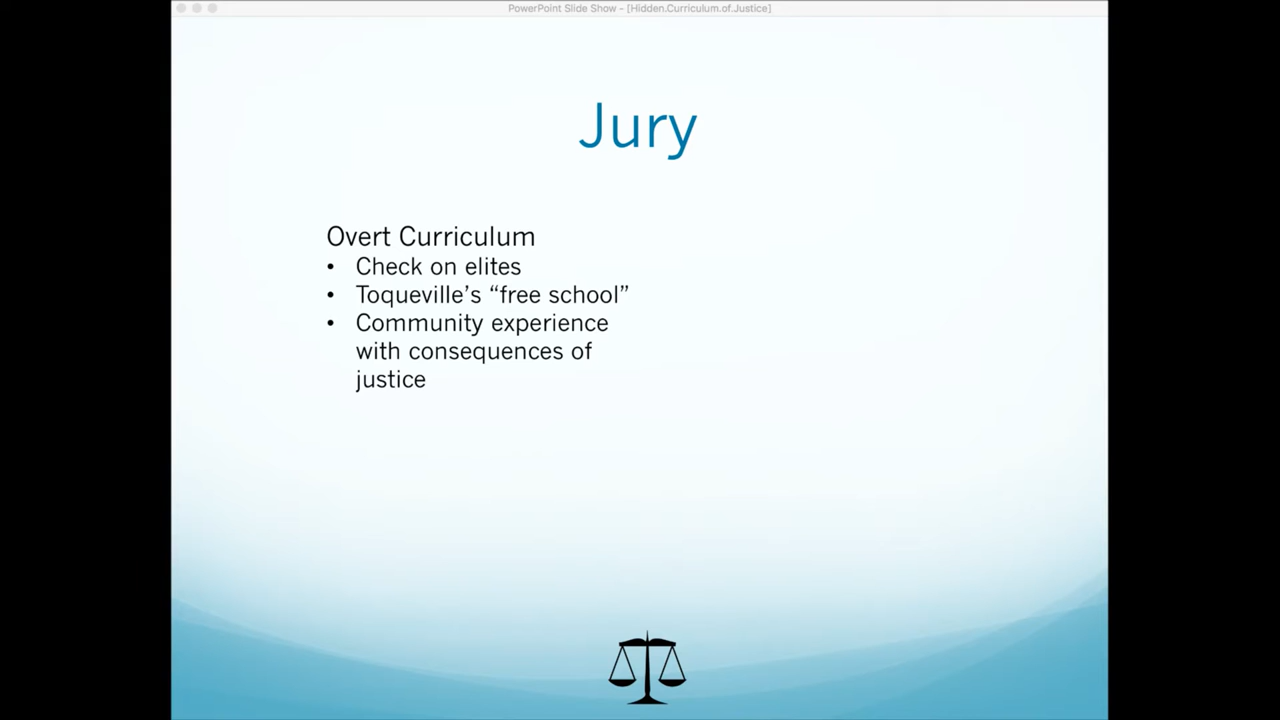 PowerPoint Slide Show - [Hidden.Curriculum.of.Justice]
Jury
Overt Curriculum
• Check on elites
• Toqueville’s “free school”
• Community experience
with consequences of
justice